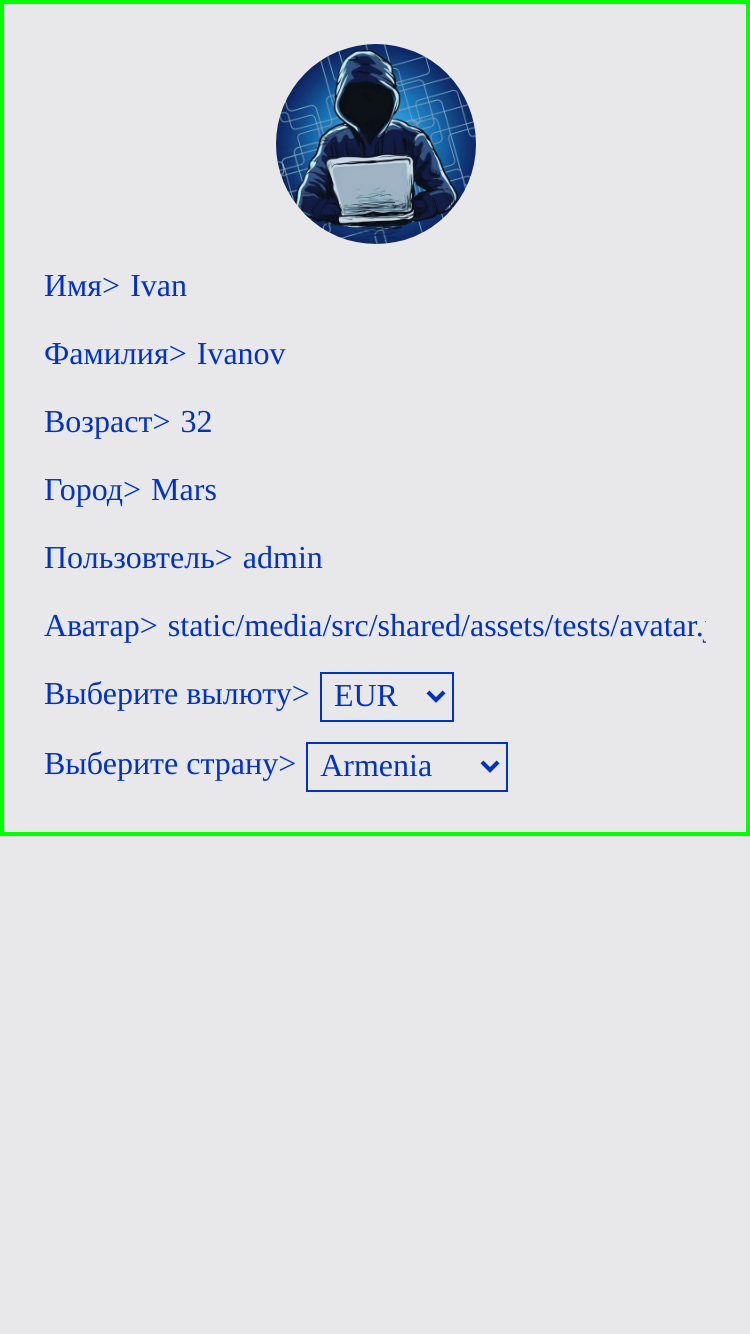 Имя> Ivan
Фамилия> Ivanov
Возраст> 32
Город> Mars
Пользовтель> admin
Аватар> static/media/src/shared/assets/tests/avatar.
Выберите вылюту> EUR
Выберите страну> Armenia